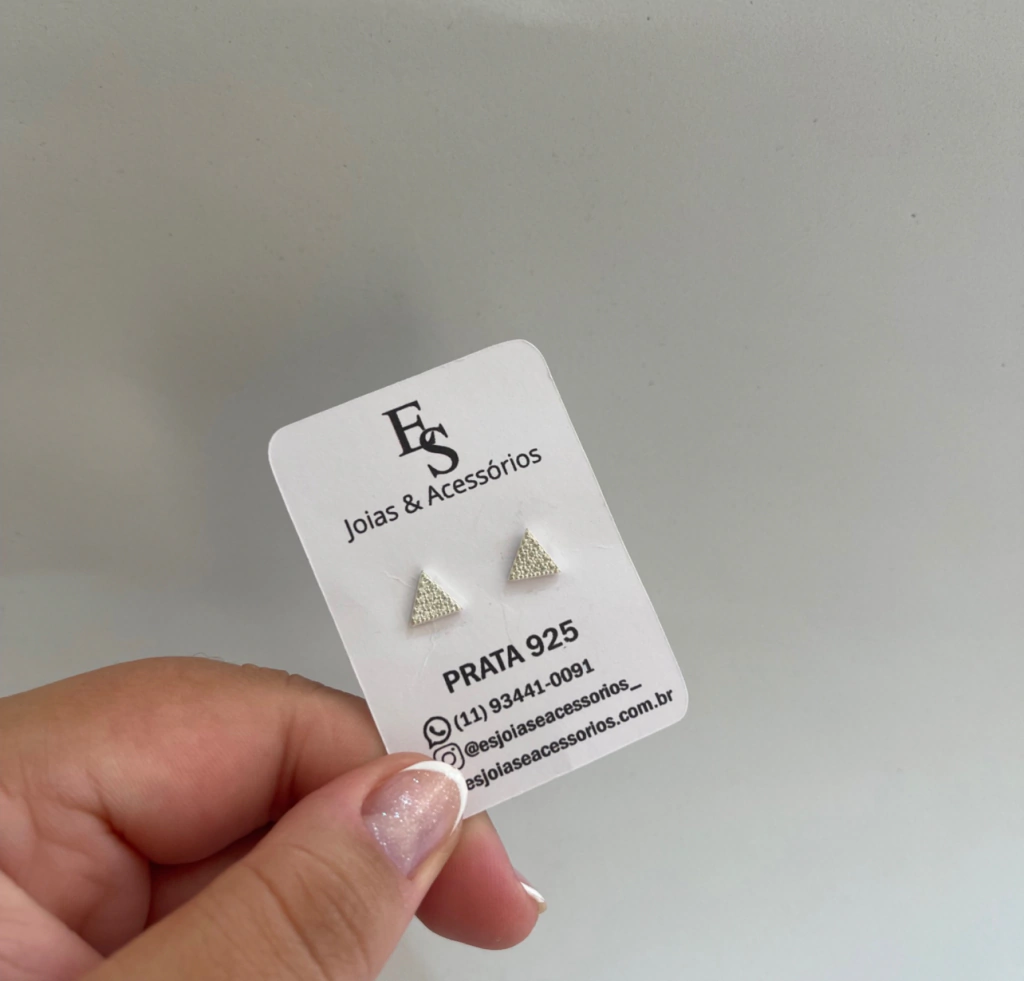 ES
Joias & Acessórios
PRATA 925
(11) 93441-0091
@esjoiaseacessorios_
esjoiaseacessorios.com.br